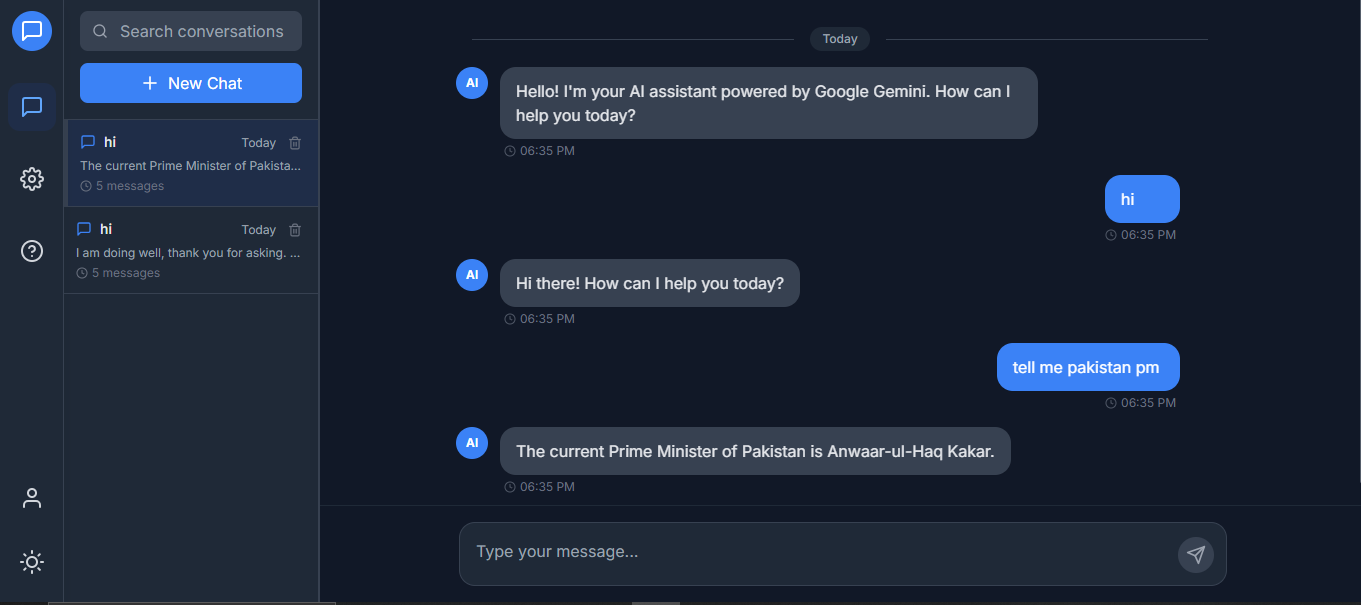 Search conversations
New Chat
hi
Today
The current Prime Minister of Pakista...
5 messages
hi
Today
I am doing well, thank you for asking. ...
5 messages
Today
AI
Hello! I'm your AI assistant powered by Google Gemini. How can I
help you today?
06:35 PM
hi
06:35 PM
AI
Hi there! How can I help you today?
06:35 PM
tell me pakistan pm
06:35 PM
AI
The current Prime Minister of Pakistan is Anwaar-ul-Haq Kakar.
06:35 PM
Type your message...